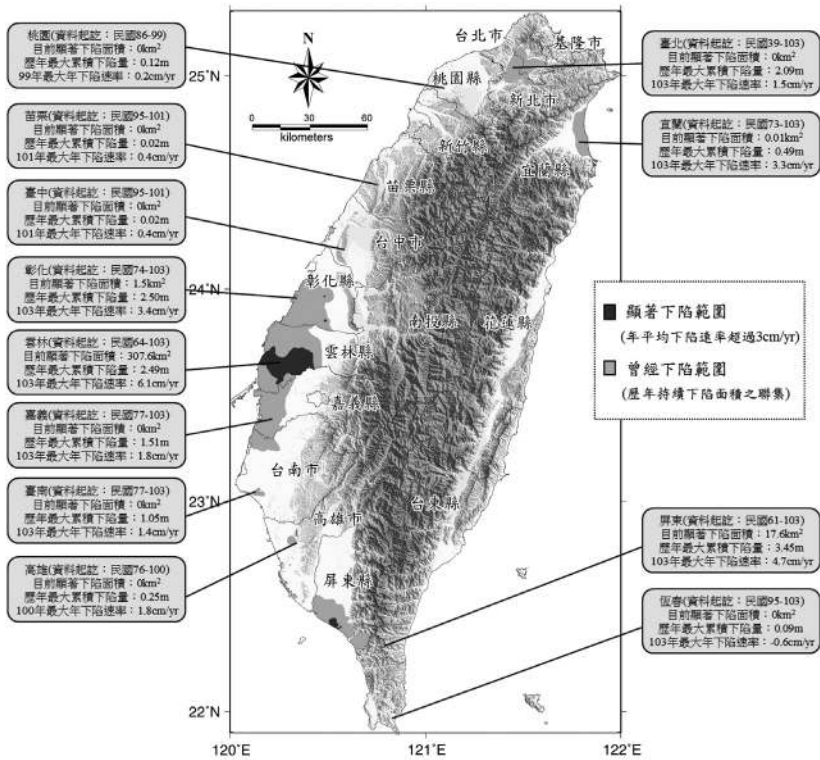 桃園(資料起訖：民國86-99)
目前顯著下陷面積：0km²
歷年最大累積下陷量：0.12m
99年最大年下陷速率：0.2cm/yr
苗栗(資料起訖：民國95-101)
目前顯著下陷面積：0km²
歷年最大累積下陷量：0.02m
101年最大年下陷速率：0.4cm/yr
臺中(資料起訖：民國95-101)
目前顯著下陷面積：0km²
歷年最大累積下陷量：0.02m
101年最大年下陷速率：0.4cm/yr
彰化(資料起訖：民國74-103)
目前顯著下陷面積：1.5km²
歷年最大累積下陷量：2.50m
103年最大年下陷速率：3.4cm/yr
雲林(資料起訖：民國64-103)
目前顯著下陷面積：307.6km²
歷年最大累積下陷量：2.49m
103年最大年下陷速率：6.1cm/yr
嘉義(資料起訖：民國77-103)
目前顯著下陷面積：0km²
歷年最大累積下陷量：1.51m
103年最大年下陷速率：1.8cm/yr
臺南(資料起訖：民國77-103)
目前顯著下陷面積：0km²
歷年最大累積下陷量：1.05m
103年最大年下陷速率：1.4cm/yr
高雄(資料起訖：民國76-100)
目前顯著下陷面積：0km²
歷年最大累積下陷量：0.25m
100年最大年下陷速率：1.8cm/yr
25°N
24°N
23°N
22°N
120°E
121°E
122°E
N
0 30 60
kilometers
台北市
基隆市
桃園縣
新北市
新竹縣
宜蘭縣
苗栗縣
台中市
彰化縣
南投縣
花蓮縣
雲林縣
嘉義縣
台南市
高雄市
台東縣
屏東縣
臺北(資料起訖：民國39-103)
目前顯著下陷面積：0km²
歷年最大累積下陷量：2.09m
103年最大年下陷速率：1.5cm/yr
宜蘭(資料起訖：民國73-103)
目前顯著下陷面積：0.01km²
歷年最大累積下陷量：0.49m
103年最大年下陷速率：3.3cm/yr
顯著下陷範圍
(年平均下陷速率超過3cm/yr)
曾經下陷範圍
(歷年持續下陷面積之聯集)
屏東(資料起訖：民國61-103)
目前顯著下陷面積：17.6km²
歷年最大累積下陷量：3.45m
103年最大年下陷速率：4.7cm/yr
恆春(資料起訖：民國95-103)
目前顯著下陷面積：0km²
歷年最大累積下陷量：0.09m
103年最大年下陷速率：-0.6cm/yr